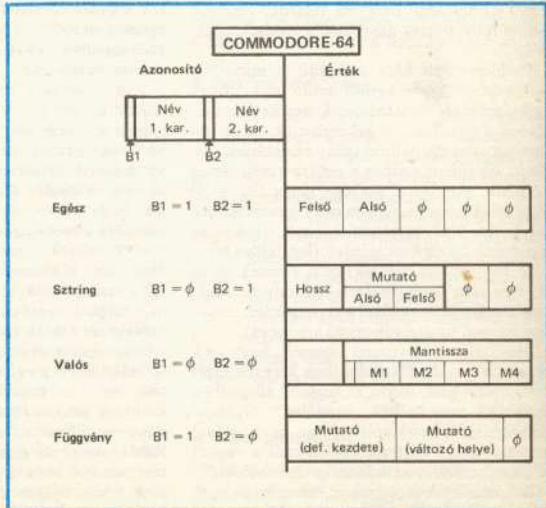 COMMODORE-64
Azonosító Érték
Név Név
1. kar. 2. kar.
B1 B2
Egész B1 = 1 B2 = 1 Felső Alsó ϕ ϕ ϕ
Sztring B1 = ϕ B2 = 1 Hossz Mutató ϕ ϕ
Alsó Felső
Valós B1 = ϕ B2 = ϕ Mantissza
M1 M2 M3 M4
Függvény B1 = 1 B2 = ϕ Mutató Mutató ϕ
(def. kezdete) (változó helye)